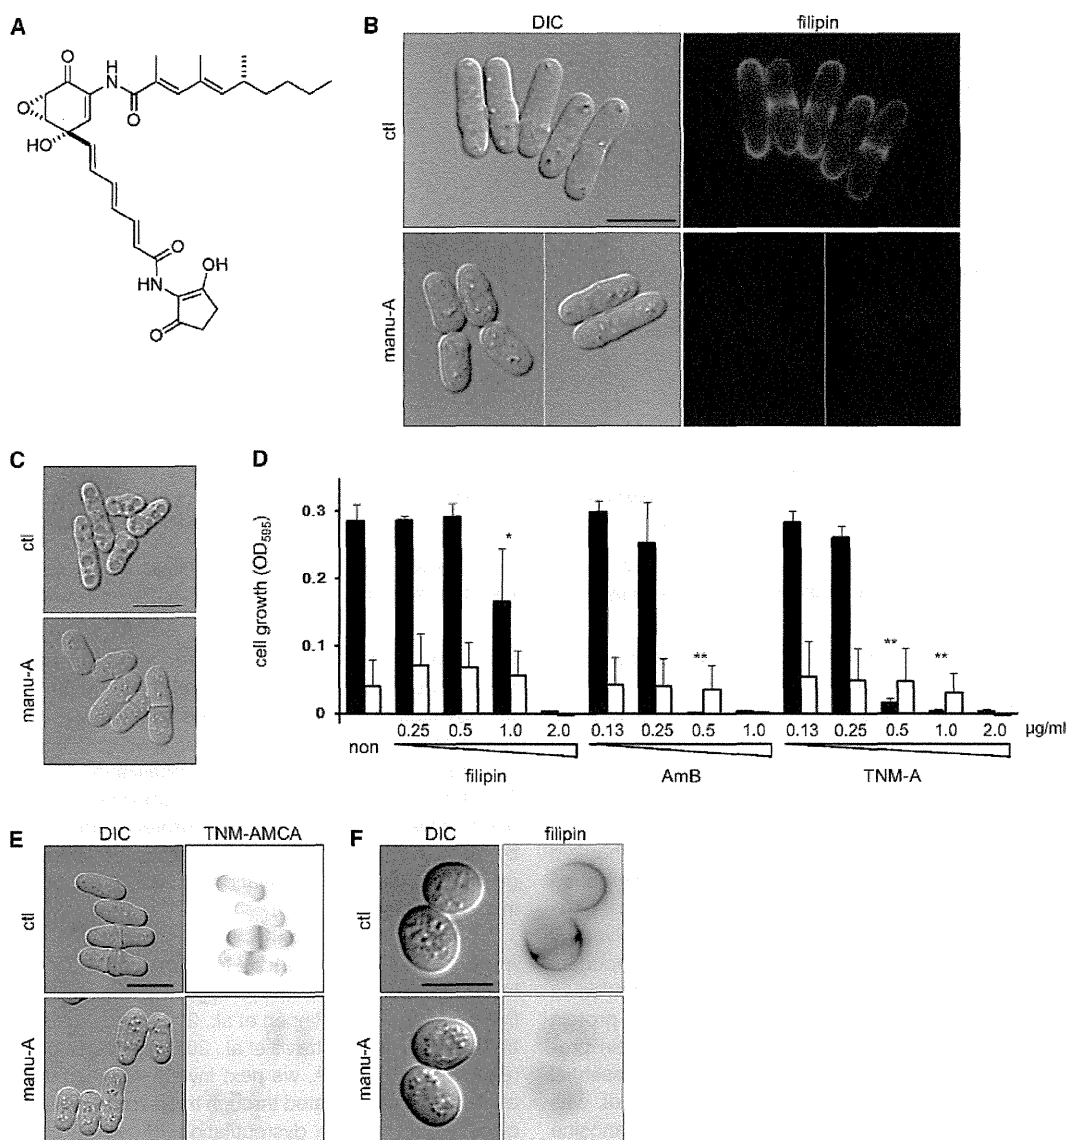 A
O
H
N
O
O
HO
O
HN
OH
O
B
DIC
filipin
ctl
manu-A
C
ctl
manu-A
D
cell growth (OD595)
0.3
0.1
0
*
**
**
**
non
0.25
0.5
1.0
2.0
0.13
0.25
0.5
1.0
0.13
0.25
0.5
1.0
2.0
µg/ml
filipin
AmB
TNM-A
E
DIC
TNM-AMCA
ctl
manu-A
F
DIC
filipin
ctl
manu-A